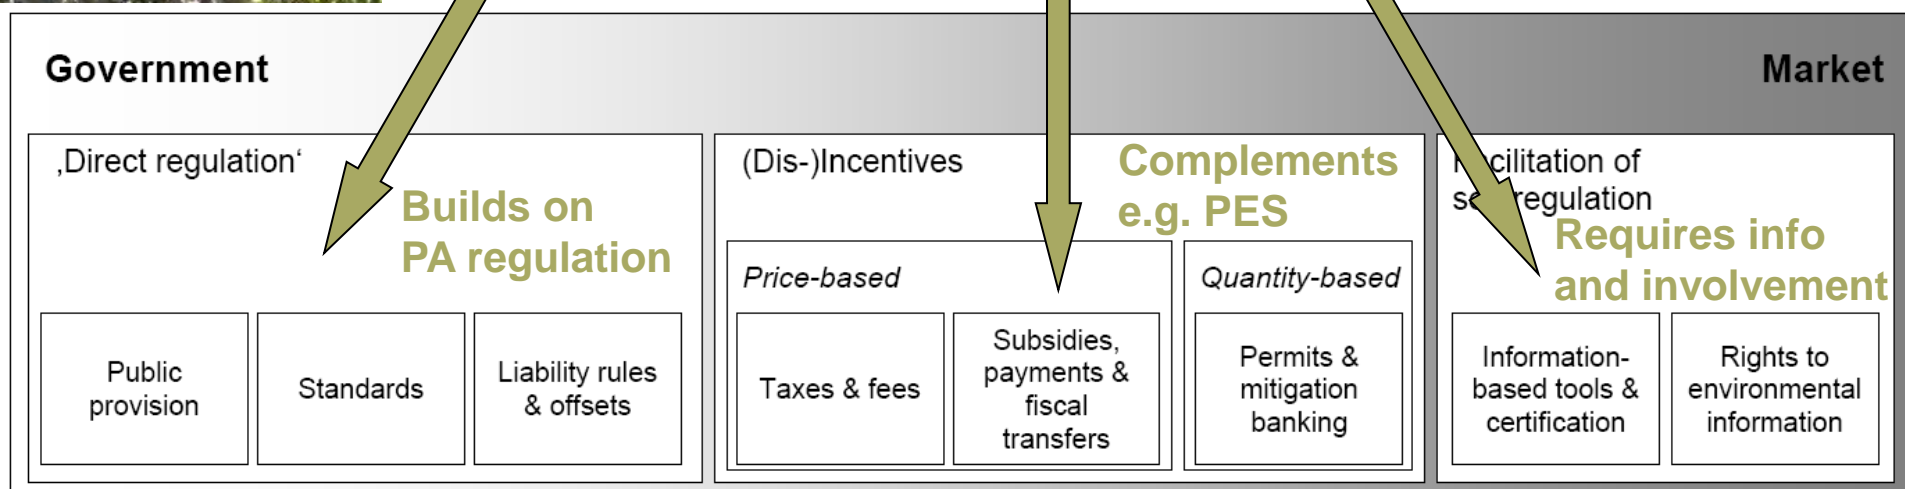 Government
Market
‚Direct regulation‘
Builds on
PA regulation
Public
provision
Standards
Liability rules
& offsets
(Dis-)Incentives
Complements
e.g. PES
Price-based
Taxes & fees
Subsidies,
payments &
fiscal
transfers
Quantity-based
Permits &
mitigation
banking
of
Requires info
and involvement
Information-
based tools &
certification
Rights to
environmental
information